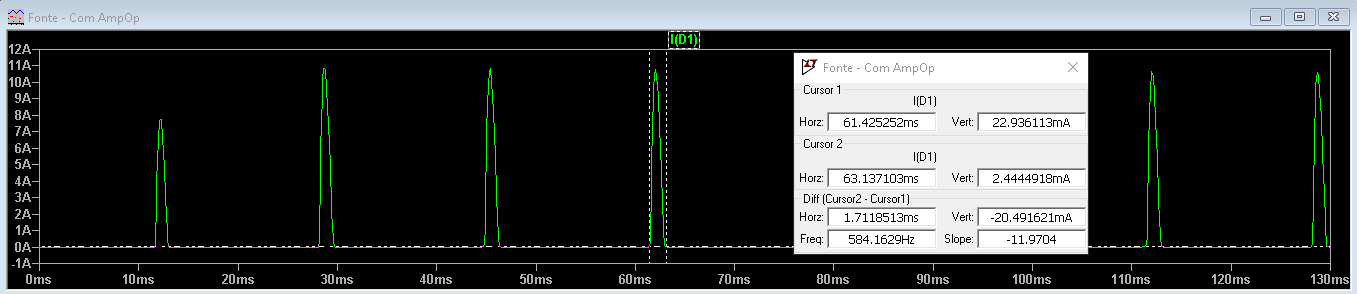 Fonte - Com AmpOp
I(D1)
12A
11A
10A
9A
8A
7A
6A
5A
4A
3A
2A
1A
0A
-1A
0ms 10ms 20ms 30ms 40ms 50ms 60ms 70ms 80ms 90ms 100ms 110ms 120ms 130ms
Fonte - Com AmpOp
Cursor 1
I(D1)
Horz: 61.425252ms Vert: 22.936113mA
Cursor 2
I(D1)
Horz: 63.137103ms Vert: 2.4444918mA
Diff (Cursor2 - Cursor1)
Horz: 1.7118513ms Vert: -20.491621mA
Freq: 584.1629Hz Slope: -11.9704